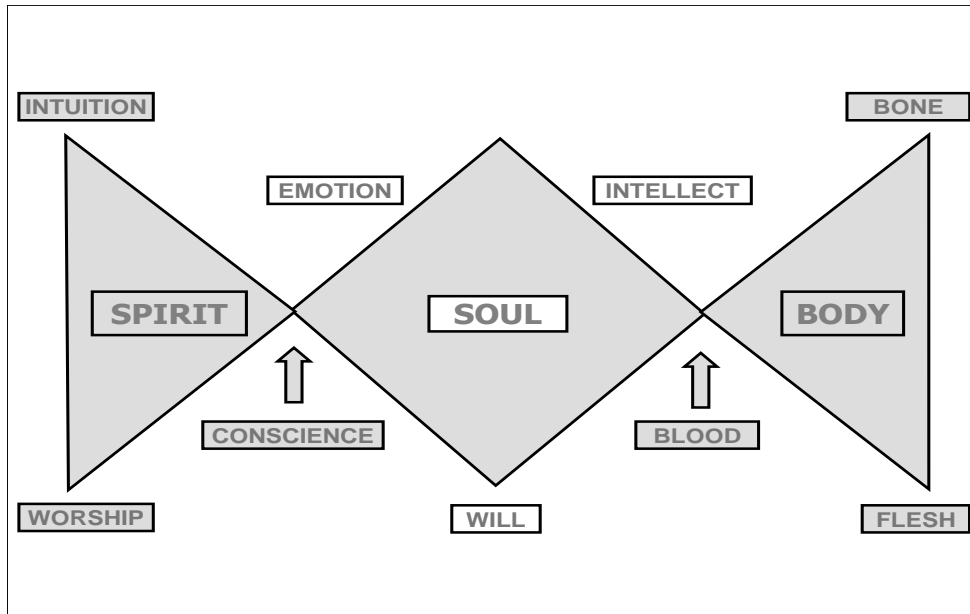 INTUITION
BONE
EMOTION
INTELLECT
SPIRIT
SOUL
BODY
CONSCIENCE
BLOOD
WORSHIP
WILL
FLESH